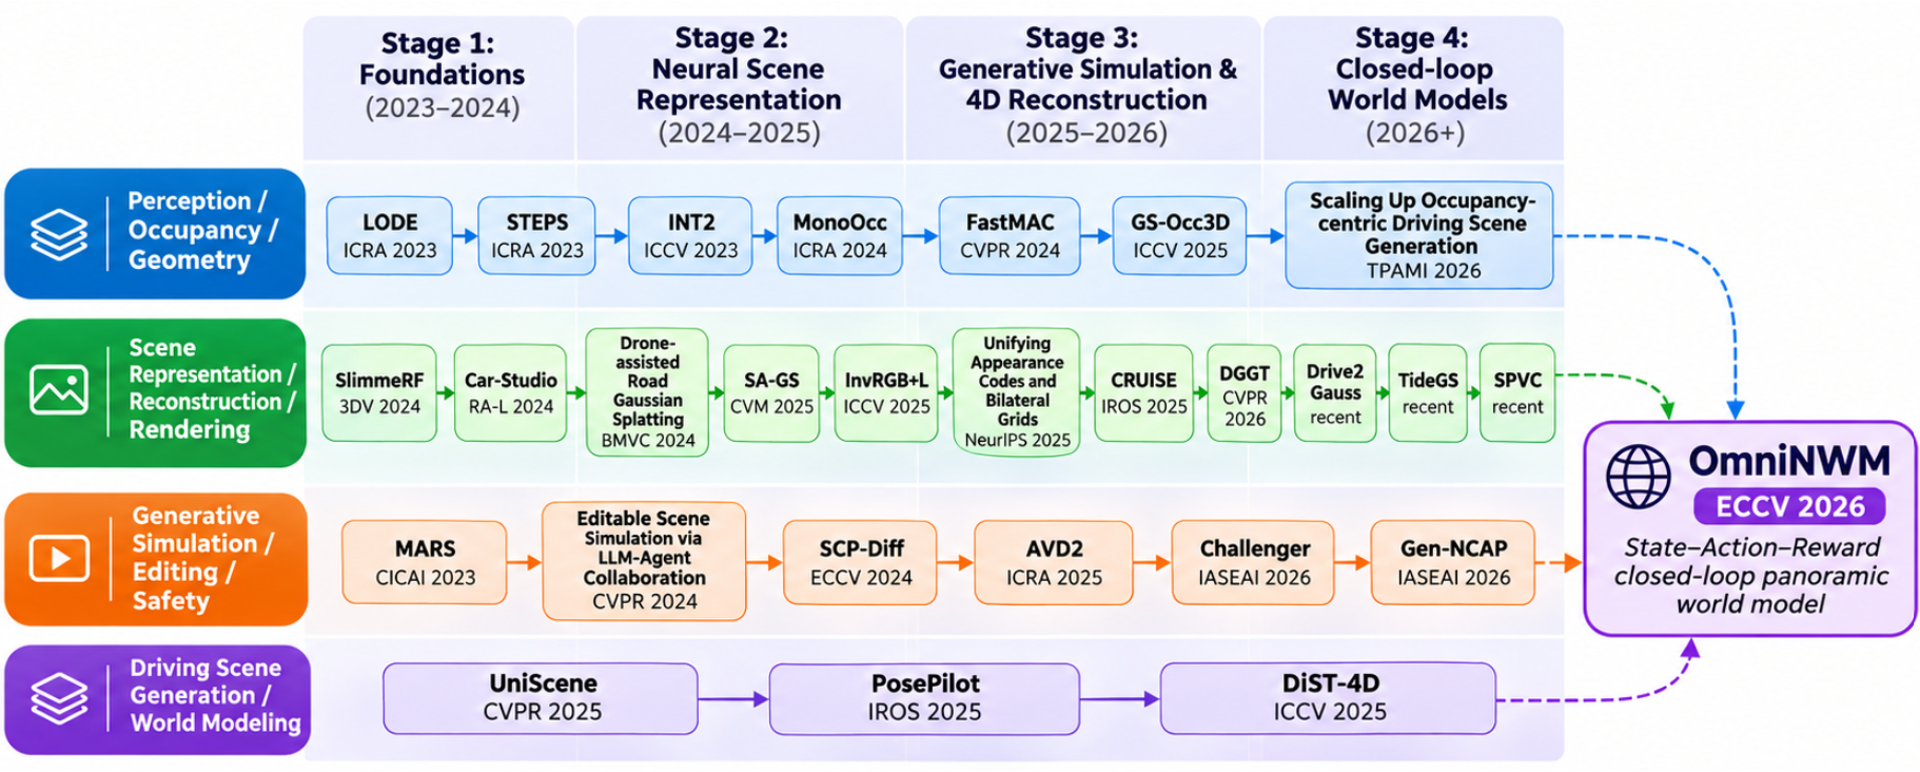 Stage 1:
Foundations
(2023–2024)
Stage 2:
Neural Scene
Representation
(2024–2025)
Stage 3:
Generative Simulation &
4D Reconstruction
(2025–2026)
Stage 4:
Closed-loop
World Models
(2026+)
Perception /
Occupancy /
Geometry
LODE
ICRA 2023
STEPS
ICRA 2023
INT2
ICCV 2023
MonoOcc
ICRA 2024
FastMAC
CVPR 2024
GS-Occ3D
ICCV 2025
Scaling Up Occupancy-
centric Driving Scene
Generation
TPAMI 2026
Scene
Representation /
Reconstruction /
Rendering
SlimmeRF
3DV 2024
Car-Studio
RA-L 2024
Drone-
assisted
Road
Gaussian
Splatting
BMVC 2024
SA-GS
CVM 2025
InvRGB+L
ICCV 2025
Unifying
Appearance
Codes and
Bilateral
Grids
NeurIPS 2025
CRUISE
IROS 2025
DGGT
CVPR
2026
Drive2
Gauss
recent
TideGS
recent
SPVC
recent
Generative
Simulation /
Editing /
Safety
MARS
CICAI 2023
Editable Scene
Simulation via
LLM-Agent
Collaboration
CVPR 2024
SCP-Diff
ECCV 2024
AVD2
ICRA 2025
Challenger
IASEAI 2026
Gen-NCAP
IASEAI 2026
Driving Scene
Generation /
World Modeling
UniScene
CVPR 2025
PosePilot
IROS 2025
DiST-4D
ICCV 2025
OmniNWM
ECCV 2026
State–Action–Reward
closed-loop panoramic
world model